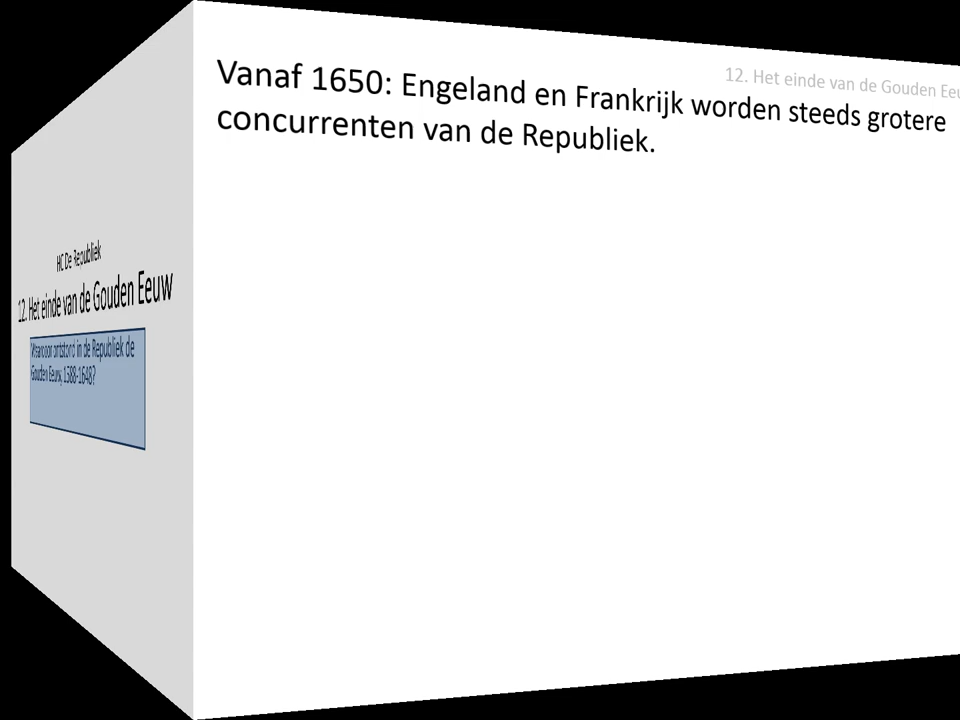 HC De Republiek
12. Het einde van de Gouden Eeuw
Waardoor ontstond in de Republiek de
Gouden Eeuw, 1588-1648?
12. Het einde van de Gouden Eeu
Vanaf 1650: Engeland en Frankrijk worden steeds grotere
concurrenten van de Republiek.